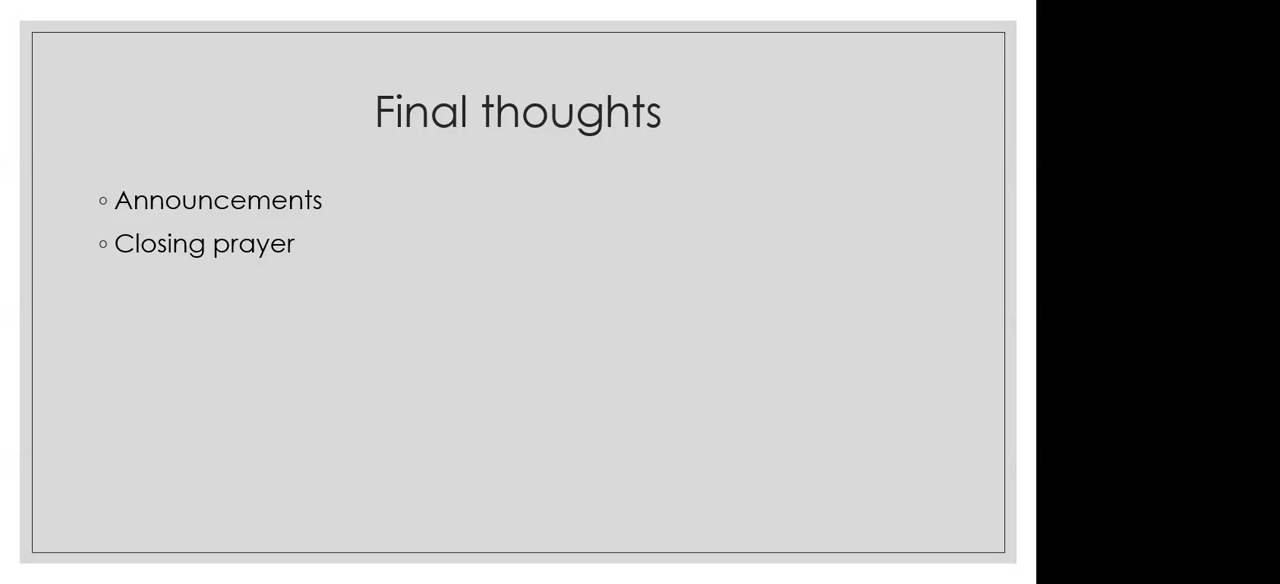 Final thoughts
◦ Announcements
◦ Closing prayer